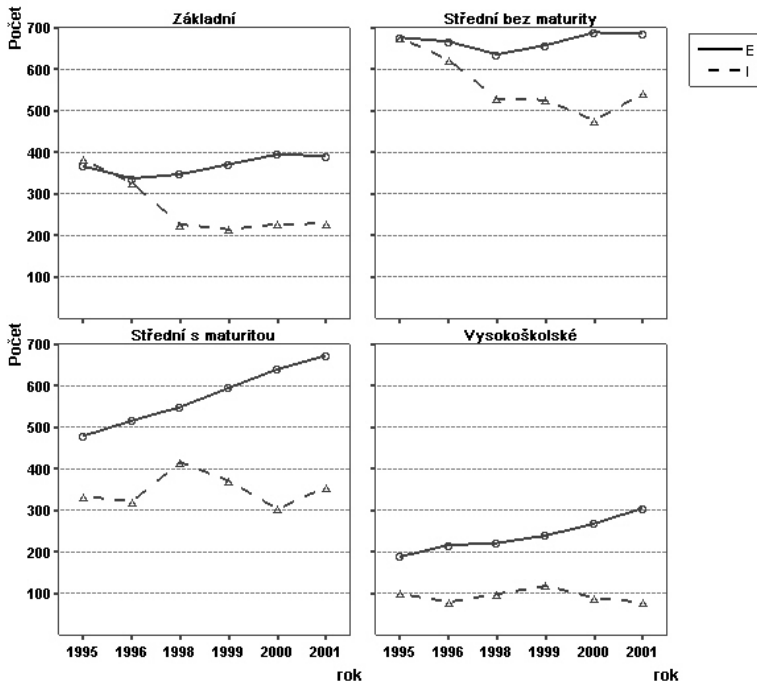 Počet
Základní
Střední bez maturity
700
600
500
400
300
200
100
E
I
Počet
Střední s maturitou
Vysokoškolské
700
600
500
400
300
200
100
1995 1996 1998 1999 2000 2001
rok
1995 1996 1998 1999 2000 2001
rok